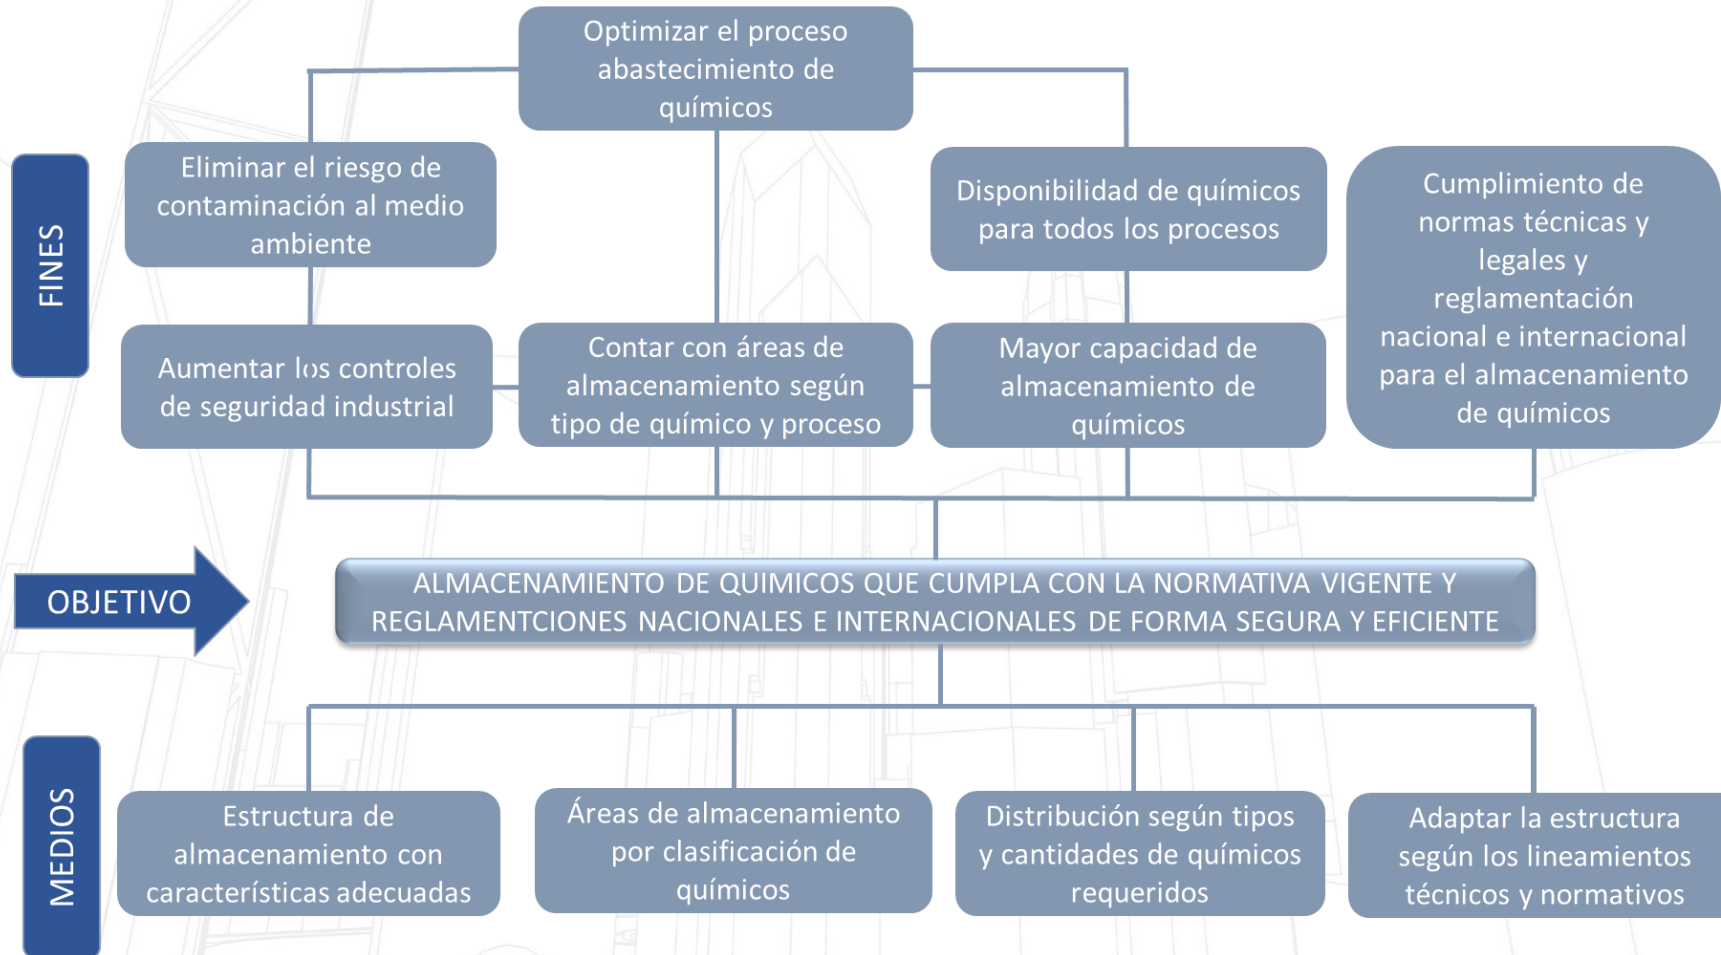 Optimizar el proceso
abastecimiento de
químicos
FINES
Eliminar el riesgo de
contaminación al medio
ambiente
Disponibilidad de químicos
para todos los procesos
Cumplimiento de
normas técnicas y
legales y
reglamentación
nacional e internacional
para el almacenamiento
de químicos
Aumentar los controles
de seguridad industrial
Contar con áreas de
almacenamiento según
tipo de químico y proceso
Mayor capacidad de
almacenamiento de
químicos
OBJETIVO
ALMACENAMIENTO DE QUIMICOS QUE CUMPLA CON LA NORMATIVA VIGENTE Y
REGLAMENTCIONES NACIONALES E INTERNACIONALES DE FORMA SEGURA Y EFICIENTE
MEDIOS
Estructura de
almacenamiento con
características adecuadas
Áreas de almacenamiento
por clasificación de
químicos
Distribución según tipos
y cantidades de químicos
requeridos
Adaptar la estructura
según los lineamientos
técnicos y normativos